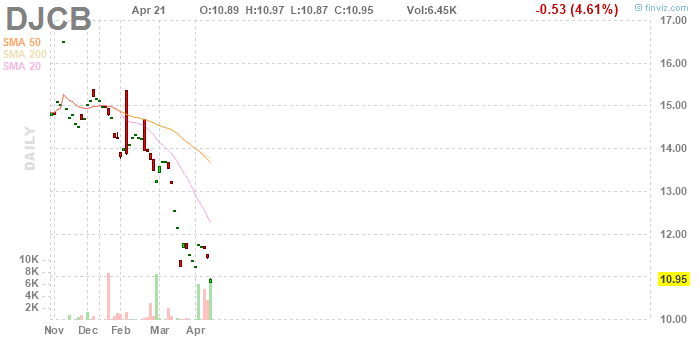 DJCB
Apr 21 O:10.89 H:10.97 L:10.87 C:10.95 Vol:6.45K -0.53 (4.61%)
© finviz.com
SMA 50
SMA 200
SMA 20
DAILY
17.00
16.00
15.00
14.00
13.00
12.00
10.95
10.00
10K
8K
6K
4K
2K
Nov Dec Feb Mar Apr